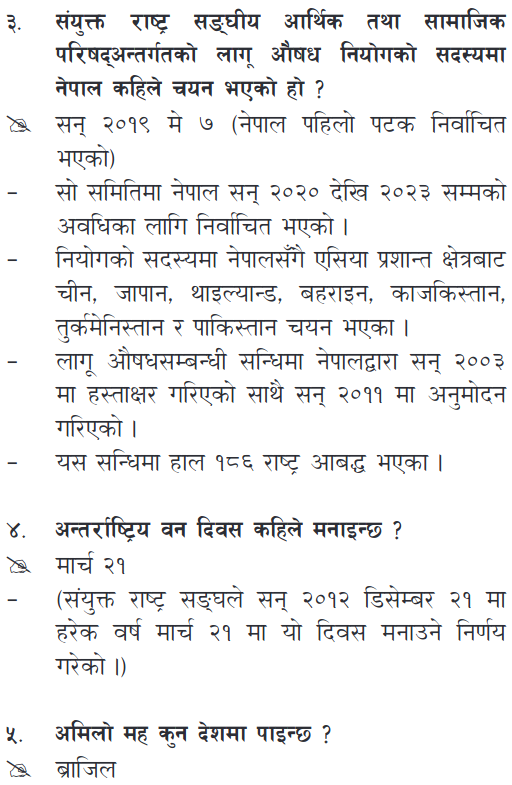 ३. संयुक्त राष्ट्र सङ्घीय आर्थिक तथा सामाजिक
परिषद्अन्तर्गतको लागू औषध नियोगको सदस्यमा
नेपाल कहिले चयन भएको हो ?
सन् २०१९ मे ७ (नेपाल पहिलो पटक निर्वाचित
भएको)
– सो समितिमा नेपाल सन् २०२० देखि २०२३ सम्मको
अवधिका लागि निर्वाचित भएको ।
– नियोगको सदस्यमा नेपालसँगै एसिया प्रशान्त क्षेत्रबाट
चीन, जापान, थाइल्यान्ड, बहराइन, काजकिस्तान,
तुर्कमेनिस्तान र पाकिस्तान चयन भएका ।
– लागू औषधसम्बन्धी सन्धिमा नेपालद्वारा सन् २००३
मा हस्ताक्षर गरिएको साथै सन् २०११ मा अनुमोदन
गरिएको ।
– यस सन्धिमा हाल १८६ राष्ट्र आबद्ध भएका ।
४. अन्तर्राष्ट्रिय वन दिवस कहिले मनाइन्छ ?
मार्च २१
– (संयुक्त राष्ट्र सङ्घले सन् २०१२ डिसेम्बर २१ मा
हरेक वर्ष मार्च २१ मा यो दिवस मनाउने निर्णय
गरेको ।)
५. अमिलो मह कुन देशमा पाइन्छ ?
ब्राजिल